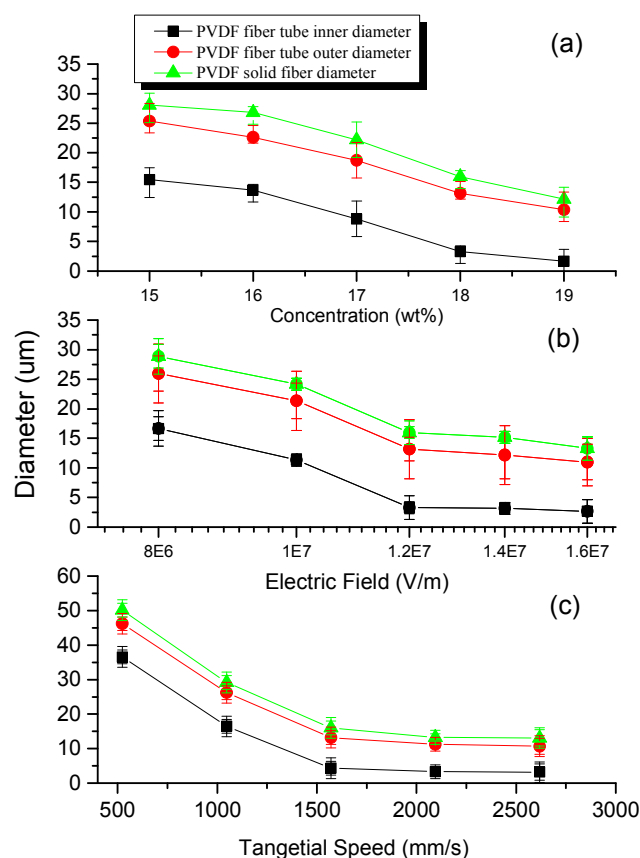 PVDF fiber tube inner diameter
PVDF fiber tube outer diameter
PVDF solid fiber diameter
(a)
35
30
25
20
15
10
5
0
15 16 17 18 19
Concentration (wt%)
(b)
35
30
25
20
15
10
5
0
8E6 1E7 1.2E7 1.4E7 1.6E7
Electric Field (V/m)
Diameter (um)
(c)
60
50
40
30
20
10
0
500 1000 1500 2000 2500 3000
Tangetial Speed (mm/s)